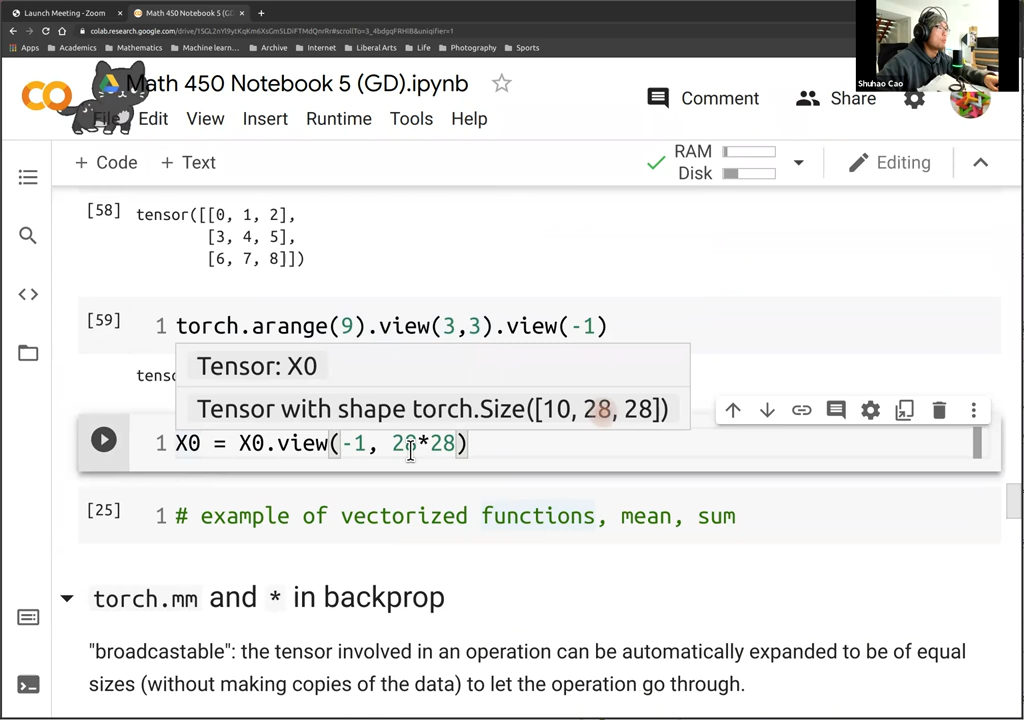 Launch Meeting - Zoom
Math 450 Notebook 5 (GD
colab.research.google.com/drive/
Apps
Academics
Mathematics
Machine learn...
Archive
Internet
Liberal Arts
Life
Photography
Sports
Shuhao Cao
Math 450 Notebook 5 (GD).ipynb
Comment
Share
File Edit View Insert Runtime Tools Help
+ Code + Text
RAM
Disk
Editing
[58] tensor([[0, 1, 2],
[3, 4, 5],
[6, 7, 8]])
[59] 1 torch.arange(9).view(3,3).view(-1)
Tensor: X0
tenso
Tensor with shape torch.Size([10, 28, 28])
1 X0 = X0.view(-1, 28*28)
[25] 1 # example of vectorized functions, mean, sum
torch.mm and * in backprop
"broadcastable": the tensor involved in an operation can be automatically expanded to be of equal
sizes (without making copies of the data) to let the operation go through.